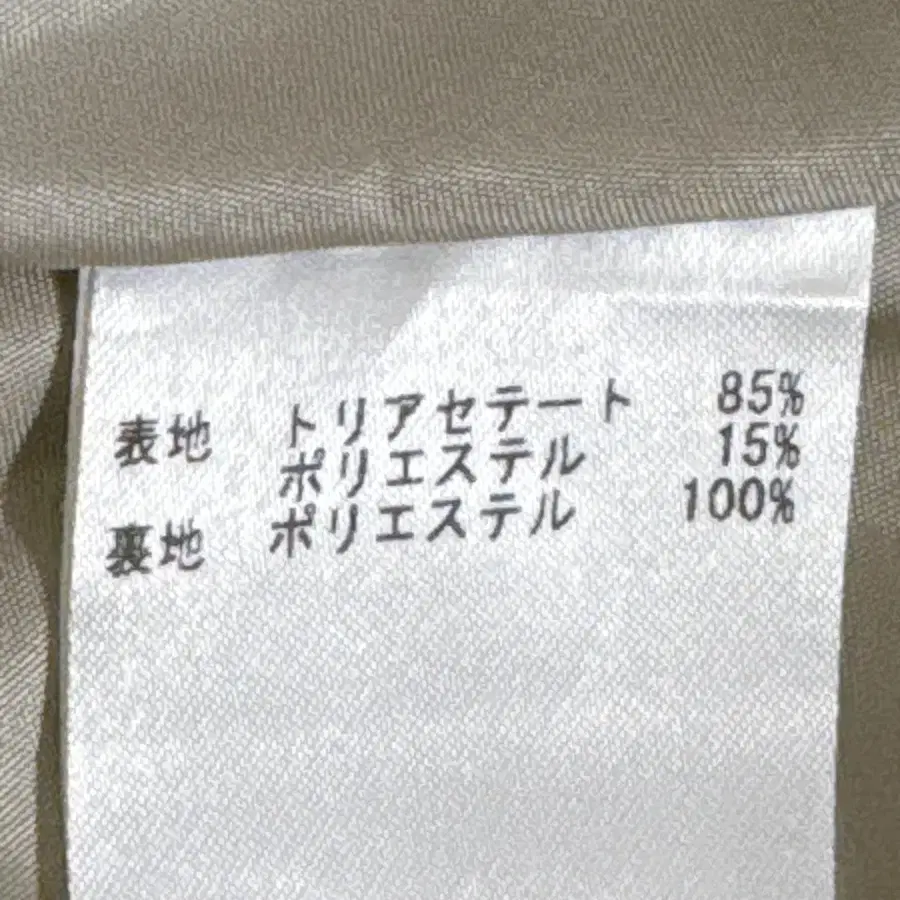 表地 トリアセテート 85%
ポリエステル 15%
裏地 ポリエステル 100%